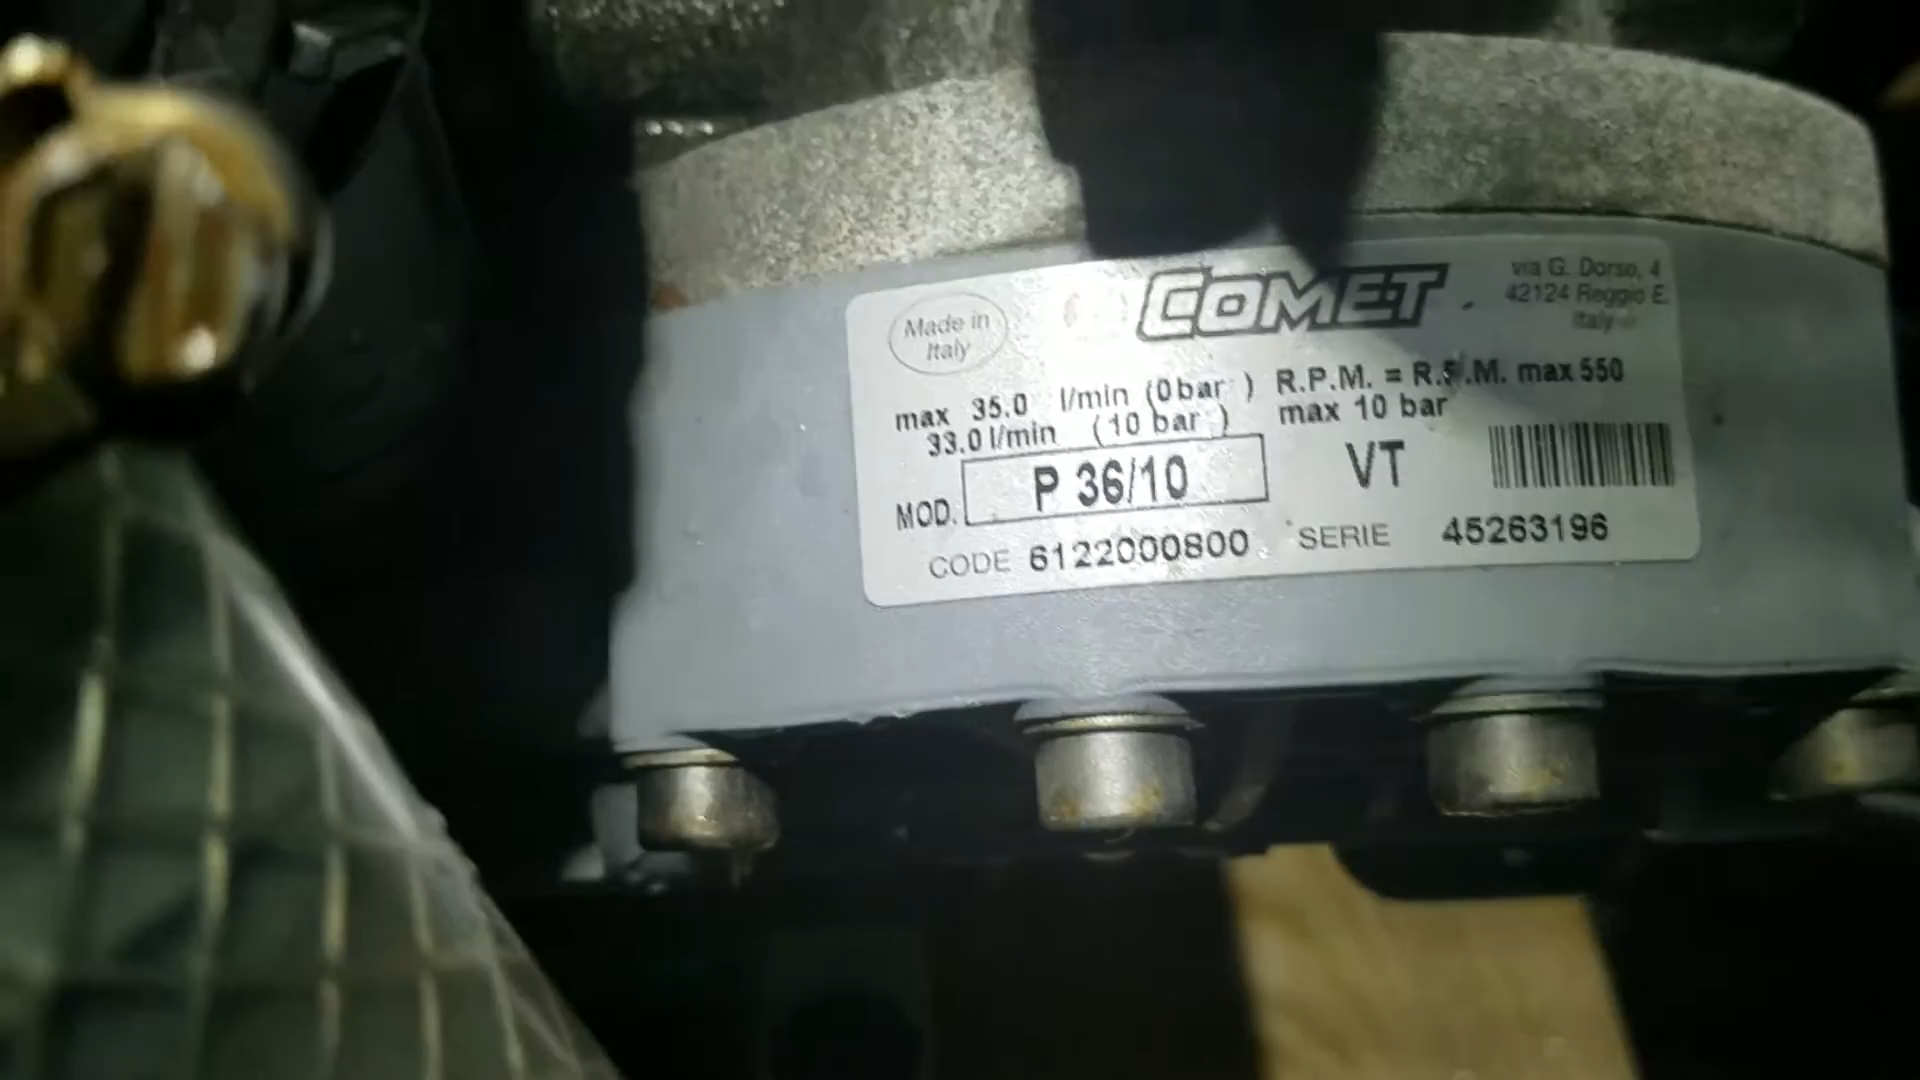 Made in
Italy
COMET
via G. Dorso, 4
42124 Reggio E.
Italy
max 35.0 l/min (0 bar ) R.P.M. = R.P.M. max 550
33.0 l/min (10 bar ) max 10 bar
MOD. P 36/10 VT
CODE 6122000800 SERIE 45263196